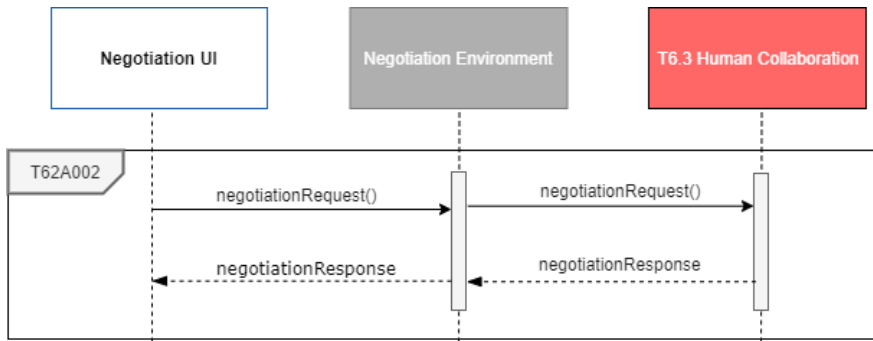 Negotiation UI
Negotiation Environment
T6.3 Human Collaboration
T62A002
negotiationRequest()
negotiationRequest()
negotiationResponse
negotiationResponse